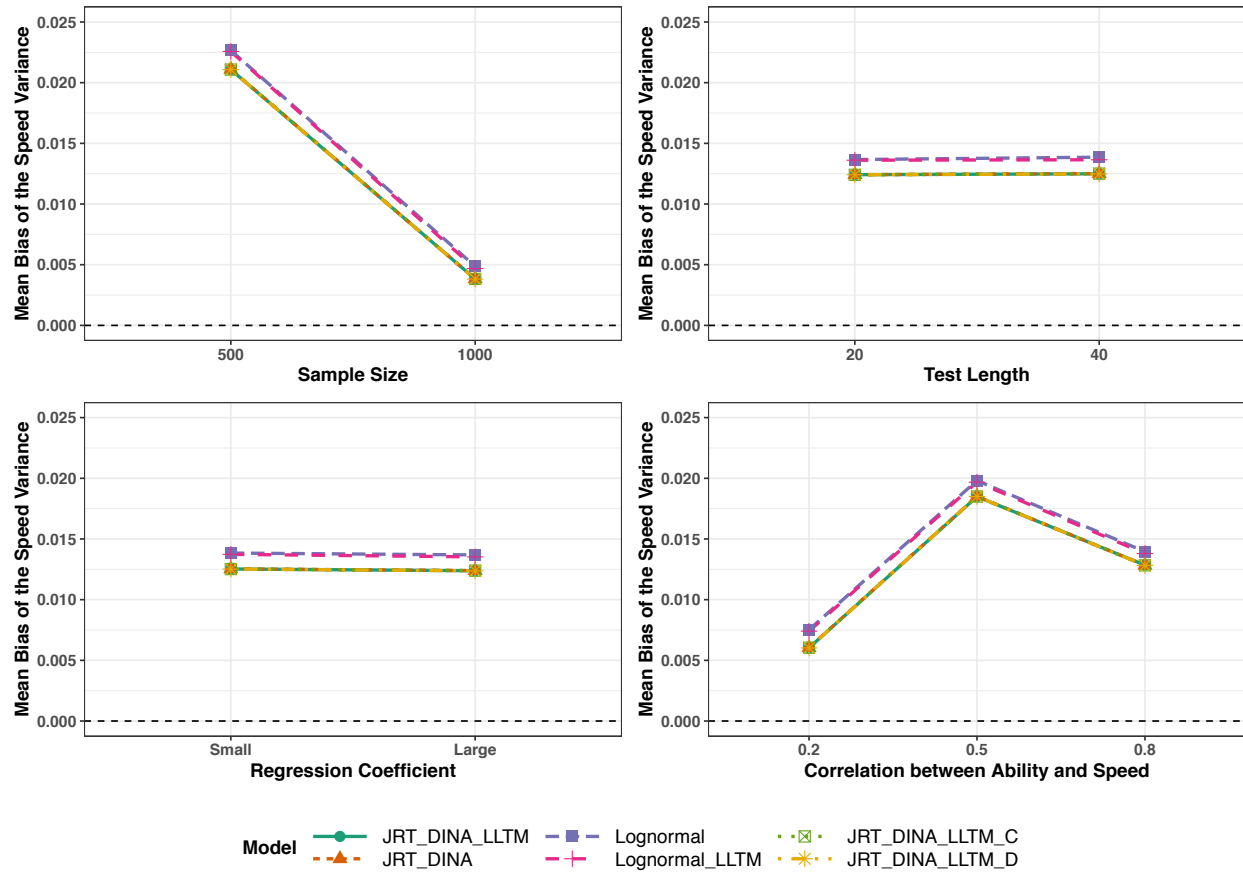 Mean Bias of the Speed Variance
0.025
0.020
0.015
0.010
0.005
0.000
500 1000
Sample Size
Mean Bias of the Speed Variance
0.025
0.020
0.015
0.010
0.005
0.000
20 40
Test Length
Mean Bias of the Speed Variance
0.025
0.020
0.015
0.010
0.005
0.000
Small Large
Regression Coefficient
Mean Bias of the Speed Variance
0.025
0.020
0.015
0.010
0.005
0.000
0.2 0.5 0.8
Correlation between Ability and Speed
Model
JRT_DINA_LLTM Lognormal JRT_DINA_LLTM_C
JRT_DINA Lognormal_LLTM JRT_DINA_LLTM_D